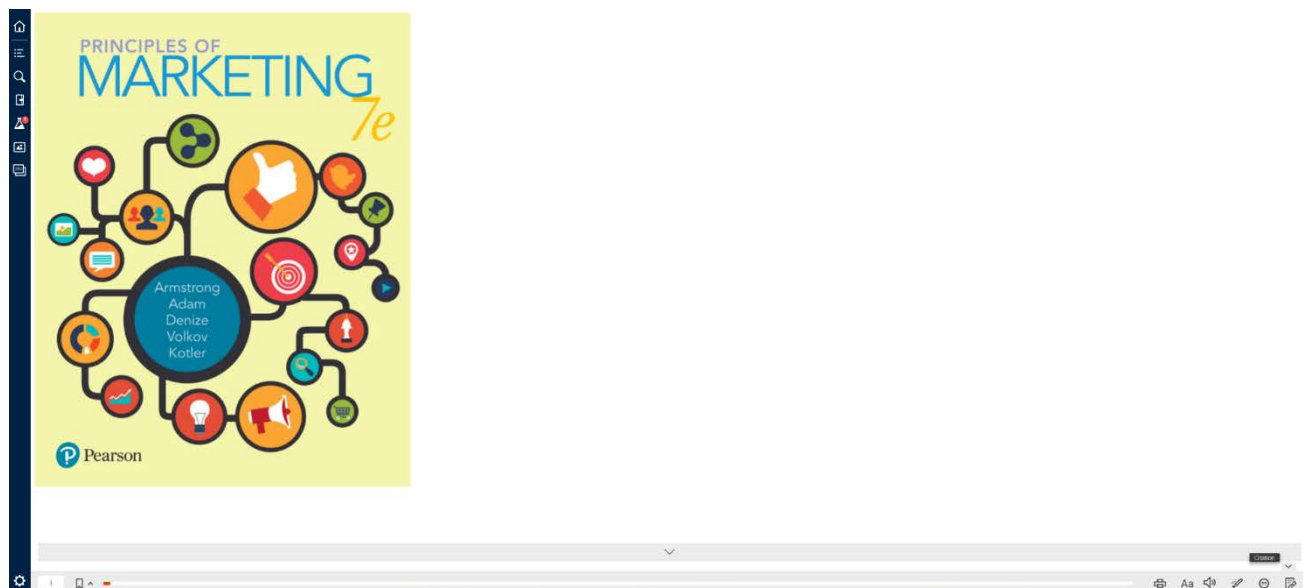 PRINCIPLES OF
MARKETING
7e
Armstrong
Adam
Denize
Volkov
Kotler
Pearson
Citation
i
Aa